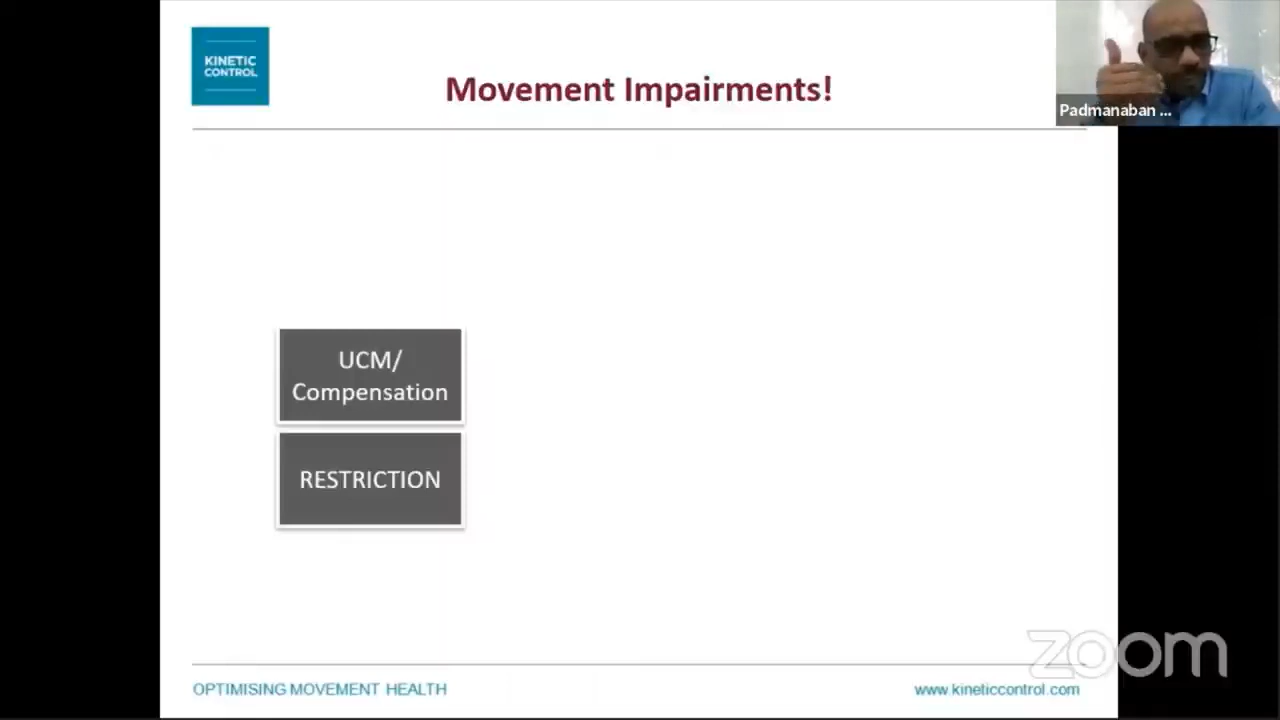 KINETIC
CONTROL
Movement Impairments!
Padmanaban ...
UCM/
Compensation
RESTRICTION
zoom
OPTIMISING MOVEMENT HEALTH
www.kineticcontrol.com